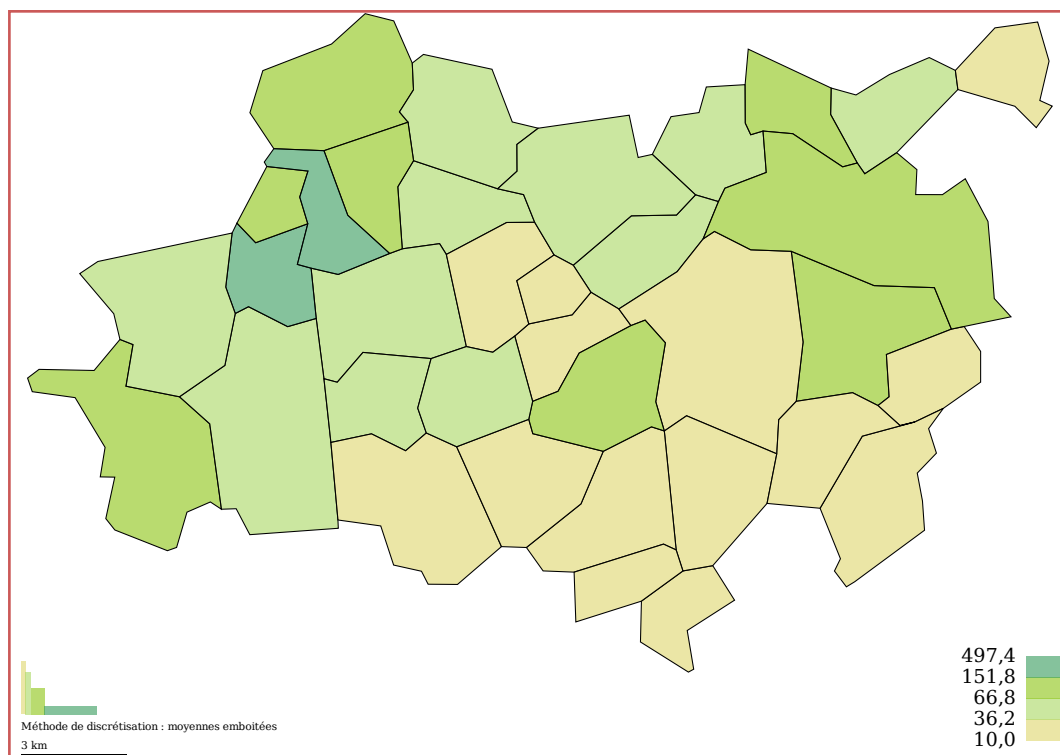 497,4
151,8
66,8
36,2
10,0
Méthode de discrétisation : moyennes emboitées
3 km